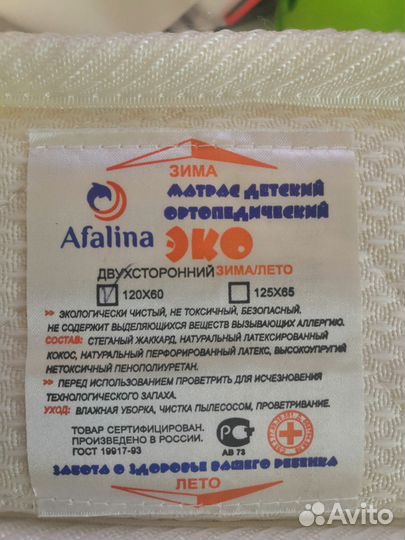 ЗИМА
МАТРАС ДЕТСКИЙ
ОРТОПЕДИЧЕСКИЙ
Afalina ЭКО
ДВУХСТОРОННИЙ ЗИМА/ЛЕТО
120X60 125X65
»» ЭКОЛОГИЧЕСКИ ЧИСТЫЙ, НЕ ТОКСИЧНЫЙ, БЕЗОПАСНЫЙ.
НЕ СОДЕРЖИТ ВЫДЕЛЯЮЩИХСЯ ВЕЩЕСТВ ВЫЗЫВАЮЩИХ АЛЛЕРГИЮ.
СОСТАВ: СТЕГАНЫЙ ЖАККАРД, НАТУРАЛЬНЫЙ ЛАТЕКСИРОВАННЫЙ
КОКОС, НАТУРАЛЬНЫЙ ПЕРФОРИРОВАННЫЙ ЛАТЕКС, ВЫСОКОУПРУГИЙ
НЕТОКСИЧНЫЙ ПЕНОПОЛИУРЕТАН.
»» ПЕРЕД ИСПОЛЬЗОВАНИЕМ ПРОВЕТРИТЬ ДЛЯ ИСЧЕЗНОВЕНИЯ
ТЕХНОЛОГИЧЕСКОГО ЗАПАХА.
УХОД: ВЛАЖНАЯ УБОРКА, ЧИСТКА ПЫЛЕСОСОМ, ПРОВЕТРИВАНИЕ.
ТОВАР СЕРТИФИЦИРОВАН.
ПРОИЗВЕДЕНО В РОССИИ.
ГОСТ 19917-93
РСТ
АВ 73
ЗАБОТА О ЗДОРОВЬЕ ВАШЕГО РЕБЕНКА
ЛЕТО
Avito